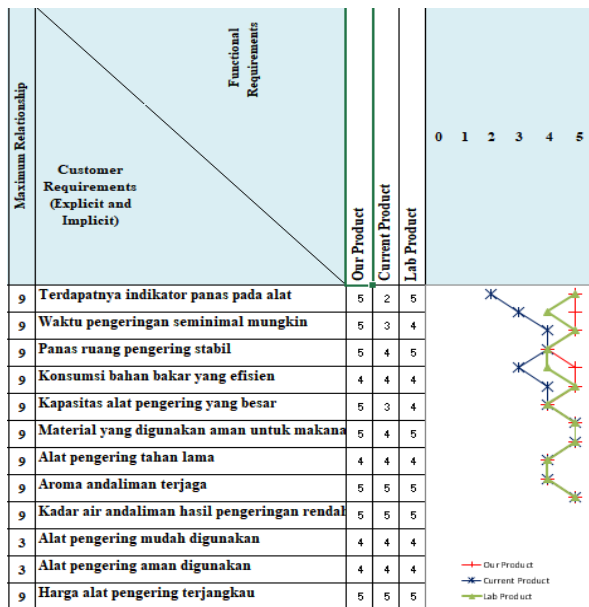 Maximum Relationship
Functional
Requirements
Customer
Requirements
(Explicit and
Implicit)
Our Product
Current Product
Lab Product
0 1 2 3 4 5
9 Terdapatnya indikator panas pada alat 5 2 5
9 Waktu pengeringan seminimal mungkin 5 3 4
9 Panas ruang pengering stabil 5 4 5
9 Konsumsi bahan bakar yang efisien 4 4 4
9 Kapasitas alat pengering yang besar 5 3 4
9 Material yang digunakan aman untuk makana 5 4 5
9 Alat pengering tahan lama 4 4 4
9 Aroma andaliman terjaga 5 5 5
9 Kadar air andaliman hasil pengeringan rendah 5 5 5
3 Alat pengering mudah digunakan 4 4 4
3 Alat pengering aman digunakan 4 4 4
9 Harga alat pengering terjangkau 5 5 5
Our Product
Current Product
Lab Product